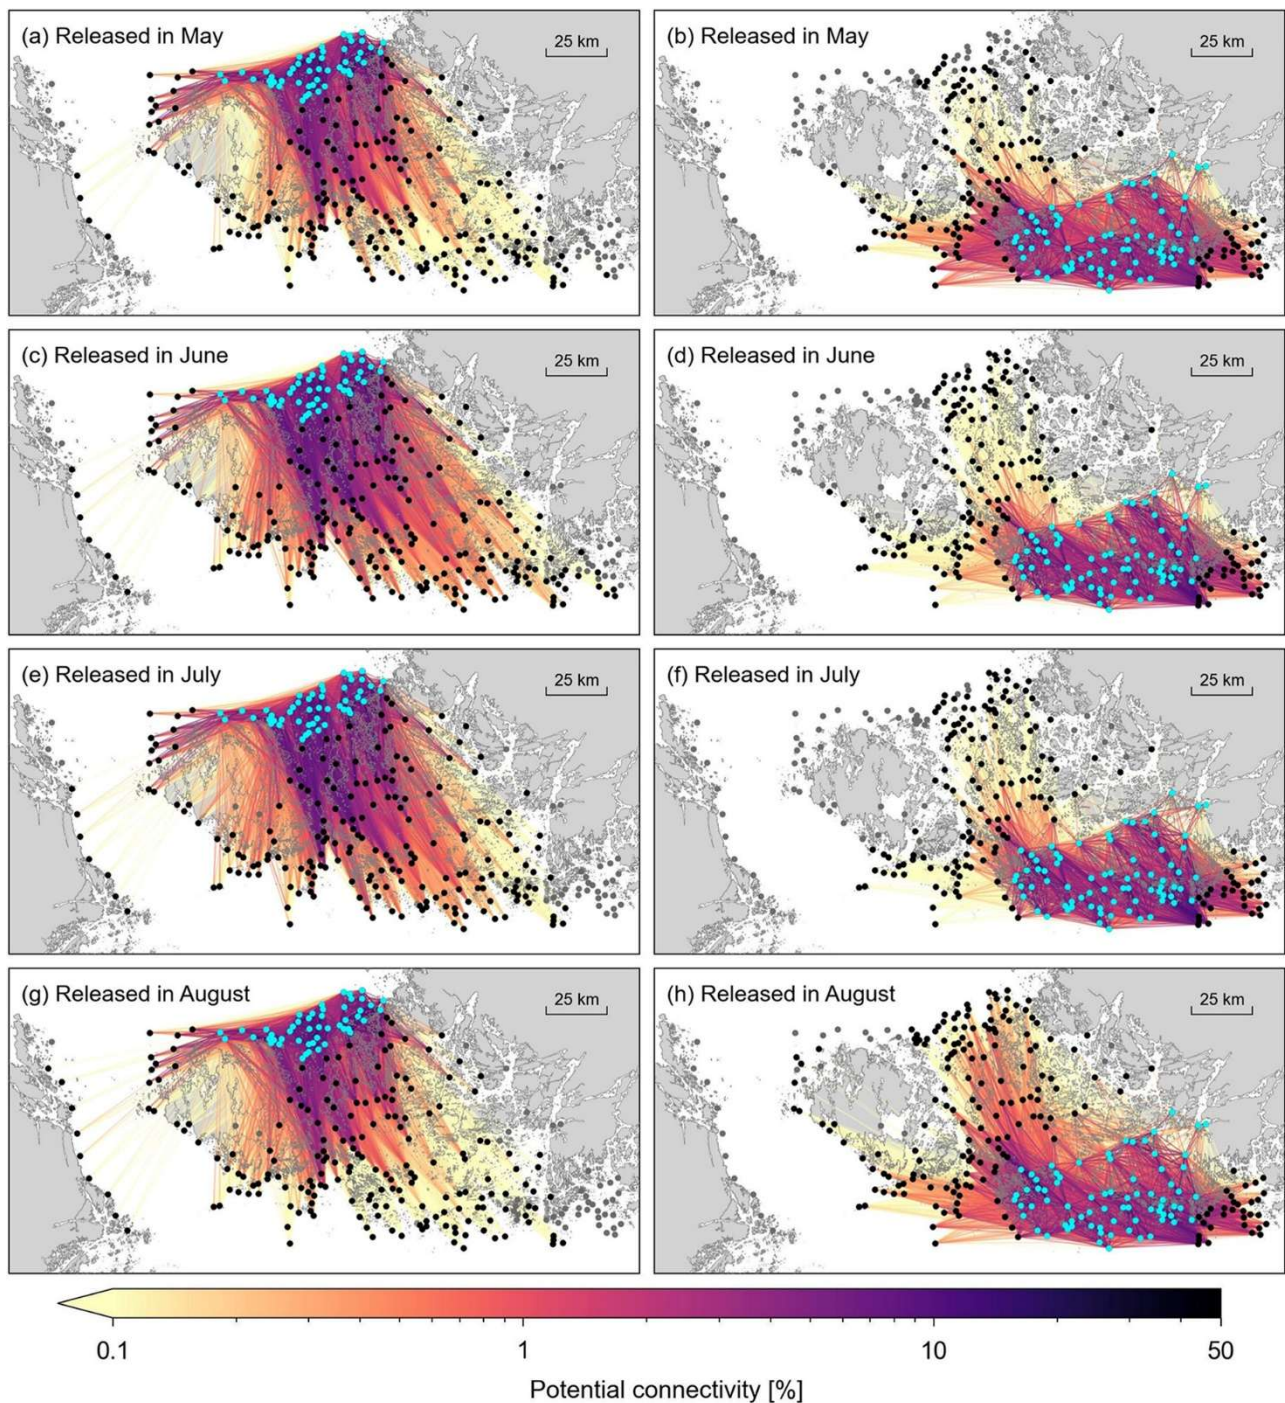 (a) Released in May
25 km
(b) Released in May
25 km
(c) Released in June
25 km
(d) Released in June
25 km
(e) Released in July
25 km
(f) Released in July
25 km
(g) Released in August
25 km
(h) Released in August
25 km
0.1 1 10 50
Potential connectivity [%]